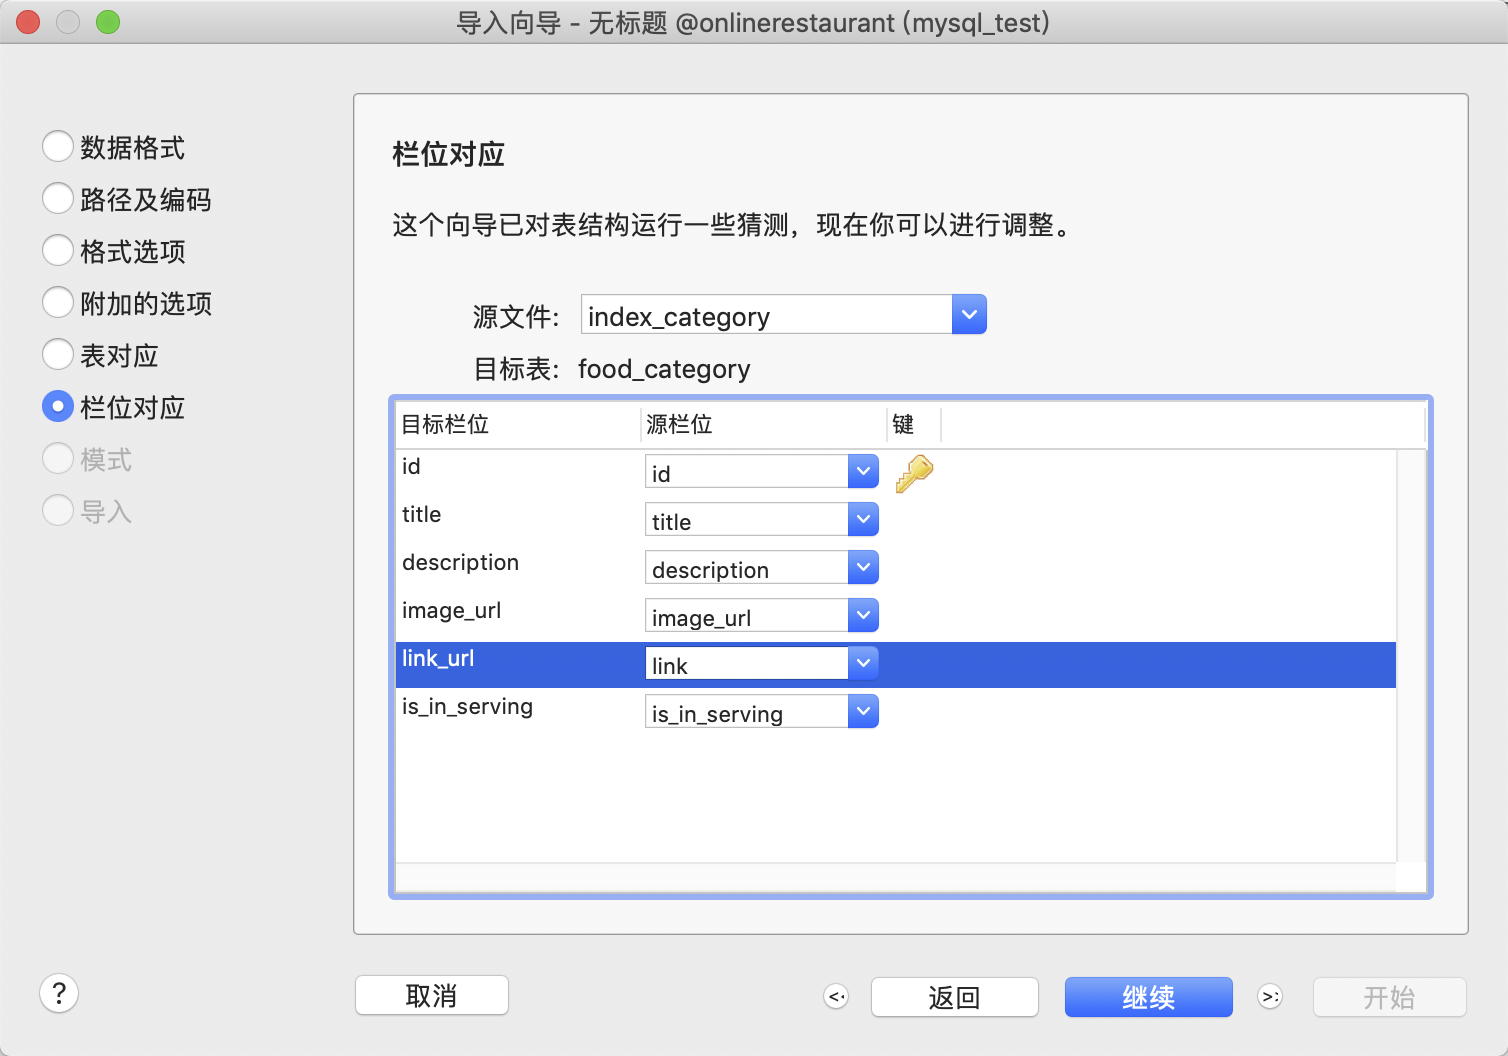 导入向导 - 无标题 @onlinerestaurant (mysql_test)
数据格式
路径及编码
格式选项
附加的选项
表对应
栏位对应
模式
导入
栏位对应
这个向导已对表结构运行一些猜测，现在你可以进行调整。
源文件: index_category
目标表: food_category
目标栏位 源栏位 键
id id
title title
description description
image_url image_url
link_url link
is_in_serving is_in_serving
? 取消 返回 继续 开始